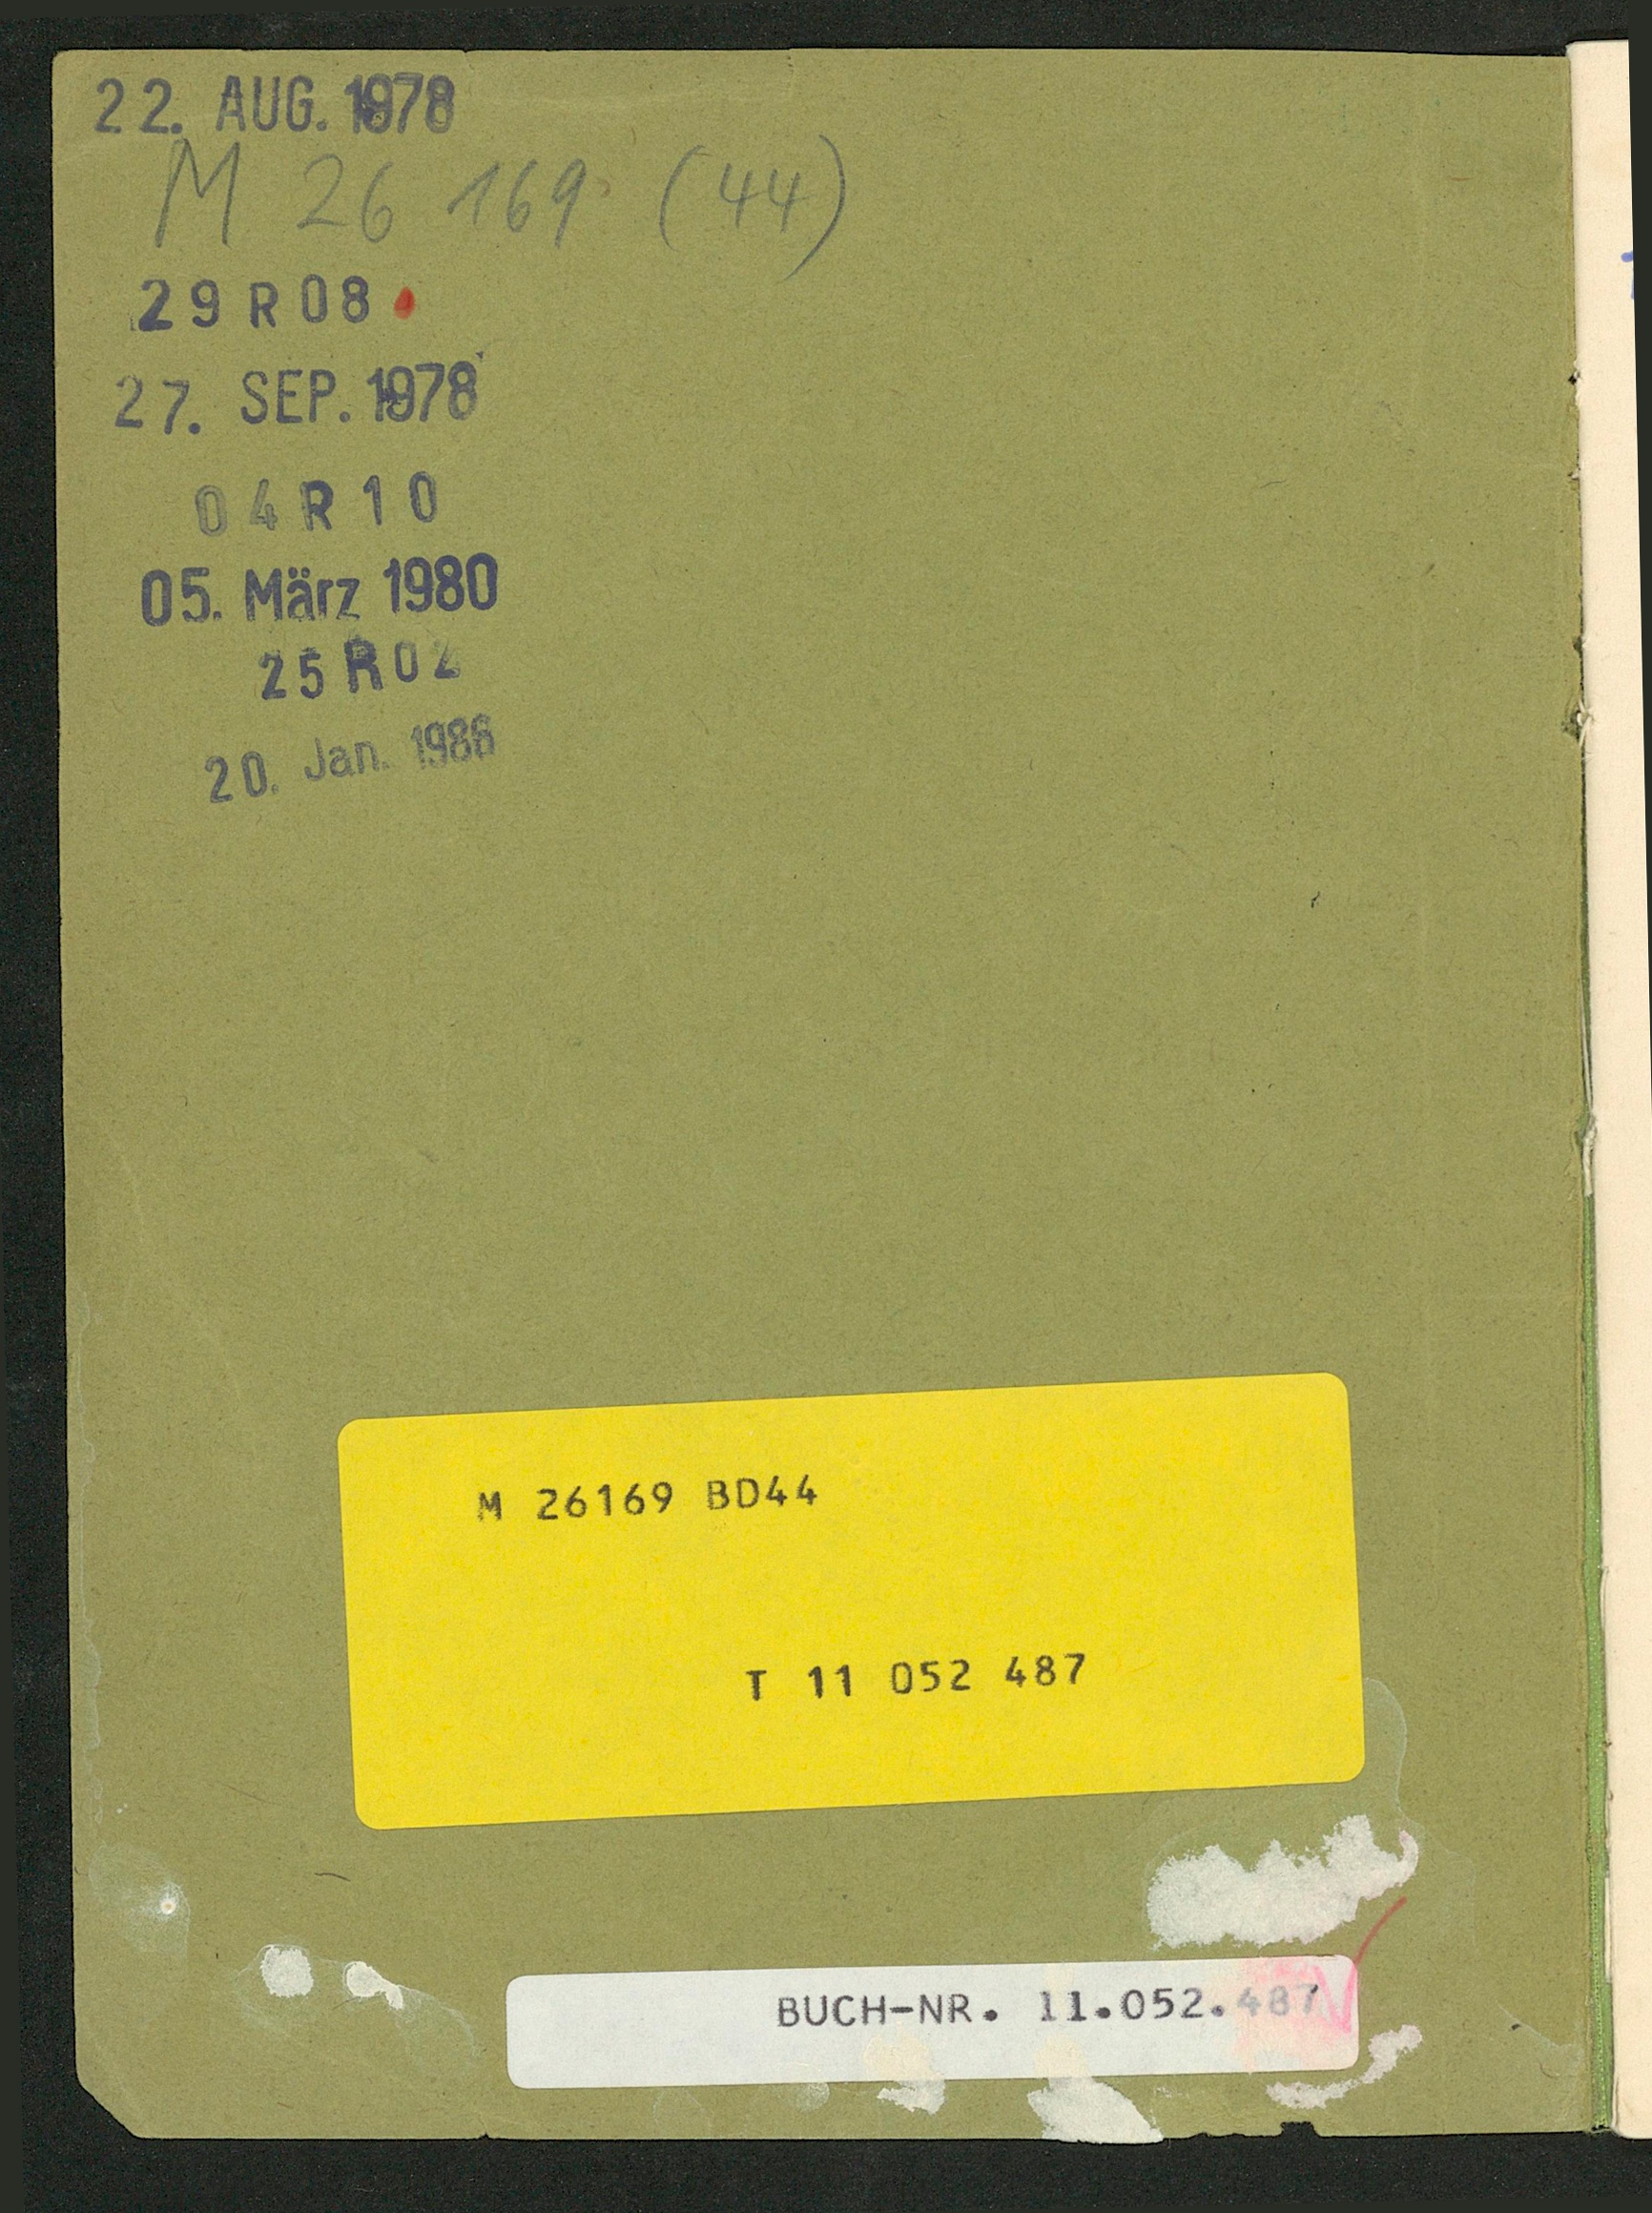 22. AUG. 1978
M 26 169 (44)
29 R 08
27. SEP. 1978
04 R 10
05. März 1980
25 R 02
20. Jan. 1986
M 26169 BD44
T 11 052 487
BUCH-NR. 11.052.487